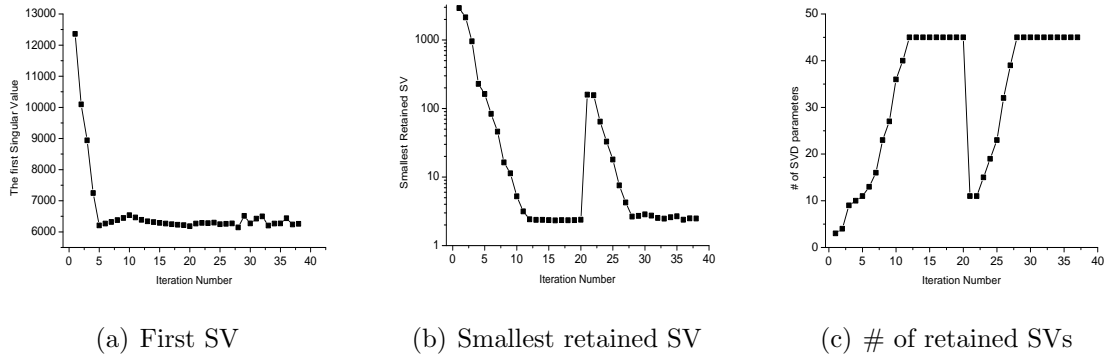 13000
12000
11000
10000
9000
8000
7000
6000
The first Singular Value
0 5 10 15 20 25 30 35 40
Iteration Number
(a) First SV
1000
100
10
1
Smallest Retained SV
0 5 10 15 20 25 30 35 40
Iteration Number
(b) Smallest retained SV
50
40
30
20
10
0
# of SVD parameters
0 5 10 15 20 25 30 35 40
Iteration Number
(c) # of retained SVs